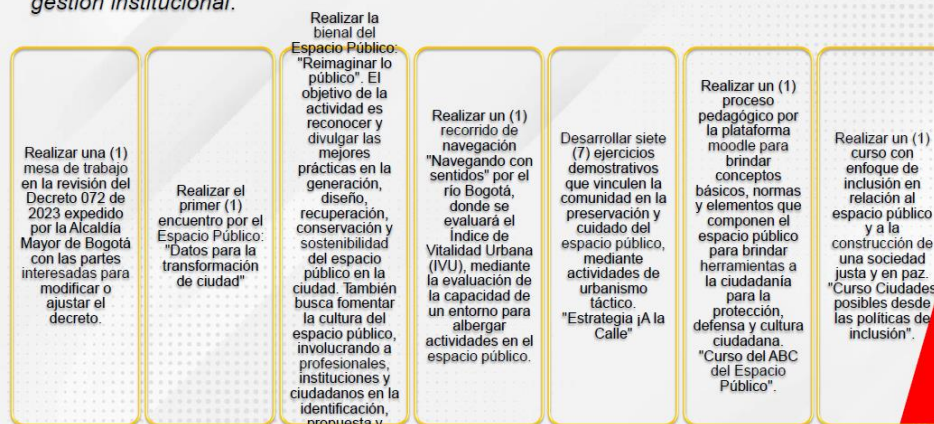 gestión institucional.
Realizar una (1)
mesa de trabajo
en la revisión del
Decreto 072 de
2023 expedido
por la Alcaldía
Mayor de Bogotá
con las partes
interesadas para
modificar o
ajustar el
decreto.
Realizar el
primer (1)
encuentro por el
Espacio Público:
"Datos para la
transformación
de ciudad"
Realizar la
bienal del
Espacio Público:
"Reimaginar lo
público". El
objetivo de la
actividad es
reconocer y
divulgar las
mejores
prácticas en la
generación,
diseño,
recuperación,
conservación y
sostenibilidad
del espacio
público en la
ciudad. También
busca fomentar
la cultura del
espacio público,
involucrando a
profesionales,
instituciones y
ciudadanos en la
identificación,
propuesta y
Realizar un (1)
recorrido de
navegación
"Navegando con
sentidos" por el
río Bogotá,
donde se
evaluará el
Índice de
Vitalidad Urbana
(IVU), mediante
la evaluación de
la capacidad de
un entorno para
albergar
actividades en el
espacio público.
Desarrollar siete
(7) ejercicios
demostrativos
que vinculen la
comunidad en la
preservación y
cuidado del
espacio público,
mediante
actividades de
urbanismo
táctico.
"Estrategia ¡A la
Calle"
Realizar un (1)
proceso
pedagógico por
la plataforma
moodle para
brindar
conceptos
básicos, normas
y elementos que
componen el
espacio público
para brindar
herramientas a
la ciudadanía
para la
protección,
defensa y cultura
ciudadana.
"Curso del ABC
del Espacio
Público".
Realizar un (1)
curso con
enfoque de
inclusión en
relación al
espacio público
y a la
construcción de
una sociedad
justa y en paz.
"Curso Ciudades
posibles desde
las políticas de
inclusión".